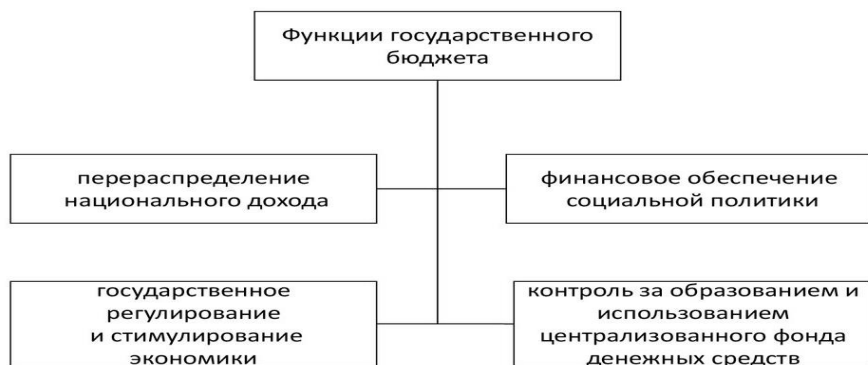 Функции государственного
бюджета
перераспределение
национального дохода
финансовое обеспечение
социальной политики
государственное
регулирование
и стимулирование
экономики
контроль за образованием и
использованием
централизованного фонда
денежных средств